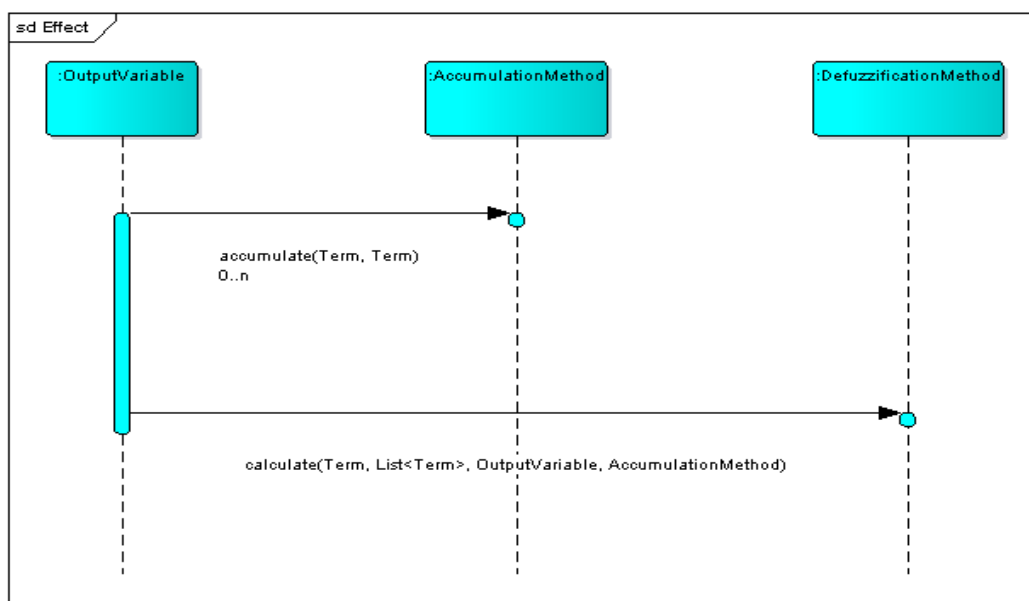 sd Effect
:OutputVariable
:AccumulationMethod
:DefuzzificationMethod
accumulate(Term, Term)
0..n
calculate(Term, List<Term>, OutputVariable, AccumulationMethod)